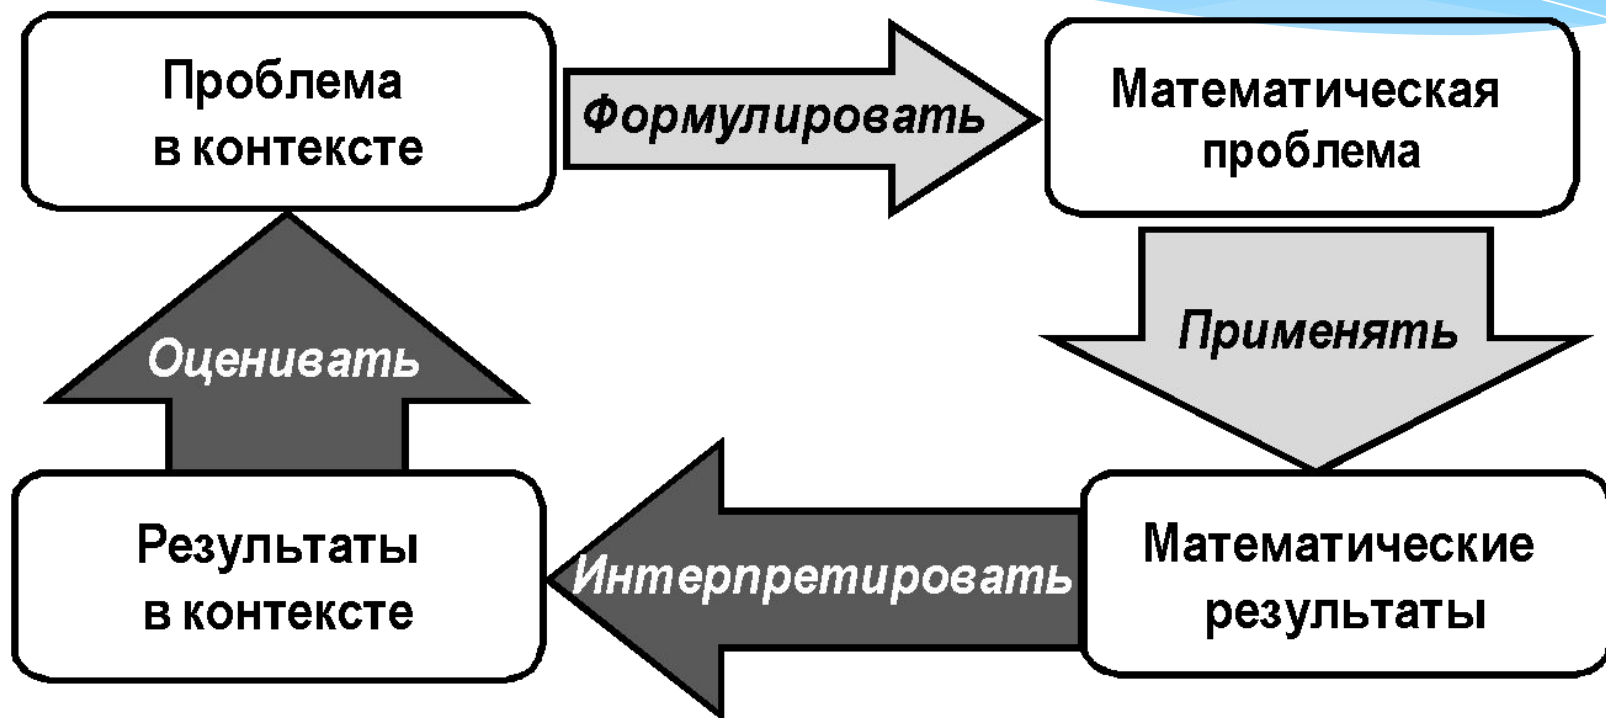 Проблема
в контексте
Формулировать
Математическая
проблема
Применять
Математические
результаты
Интерпретировать
Результаты
в контексте
Оценивать